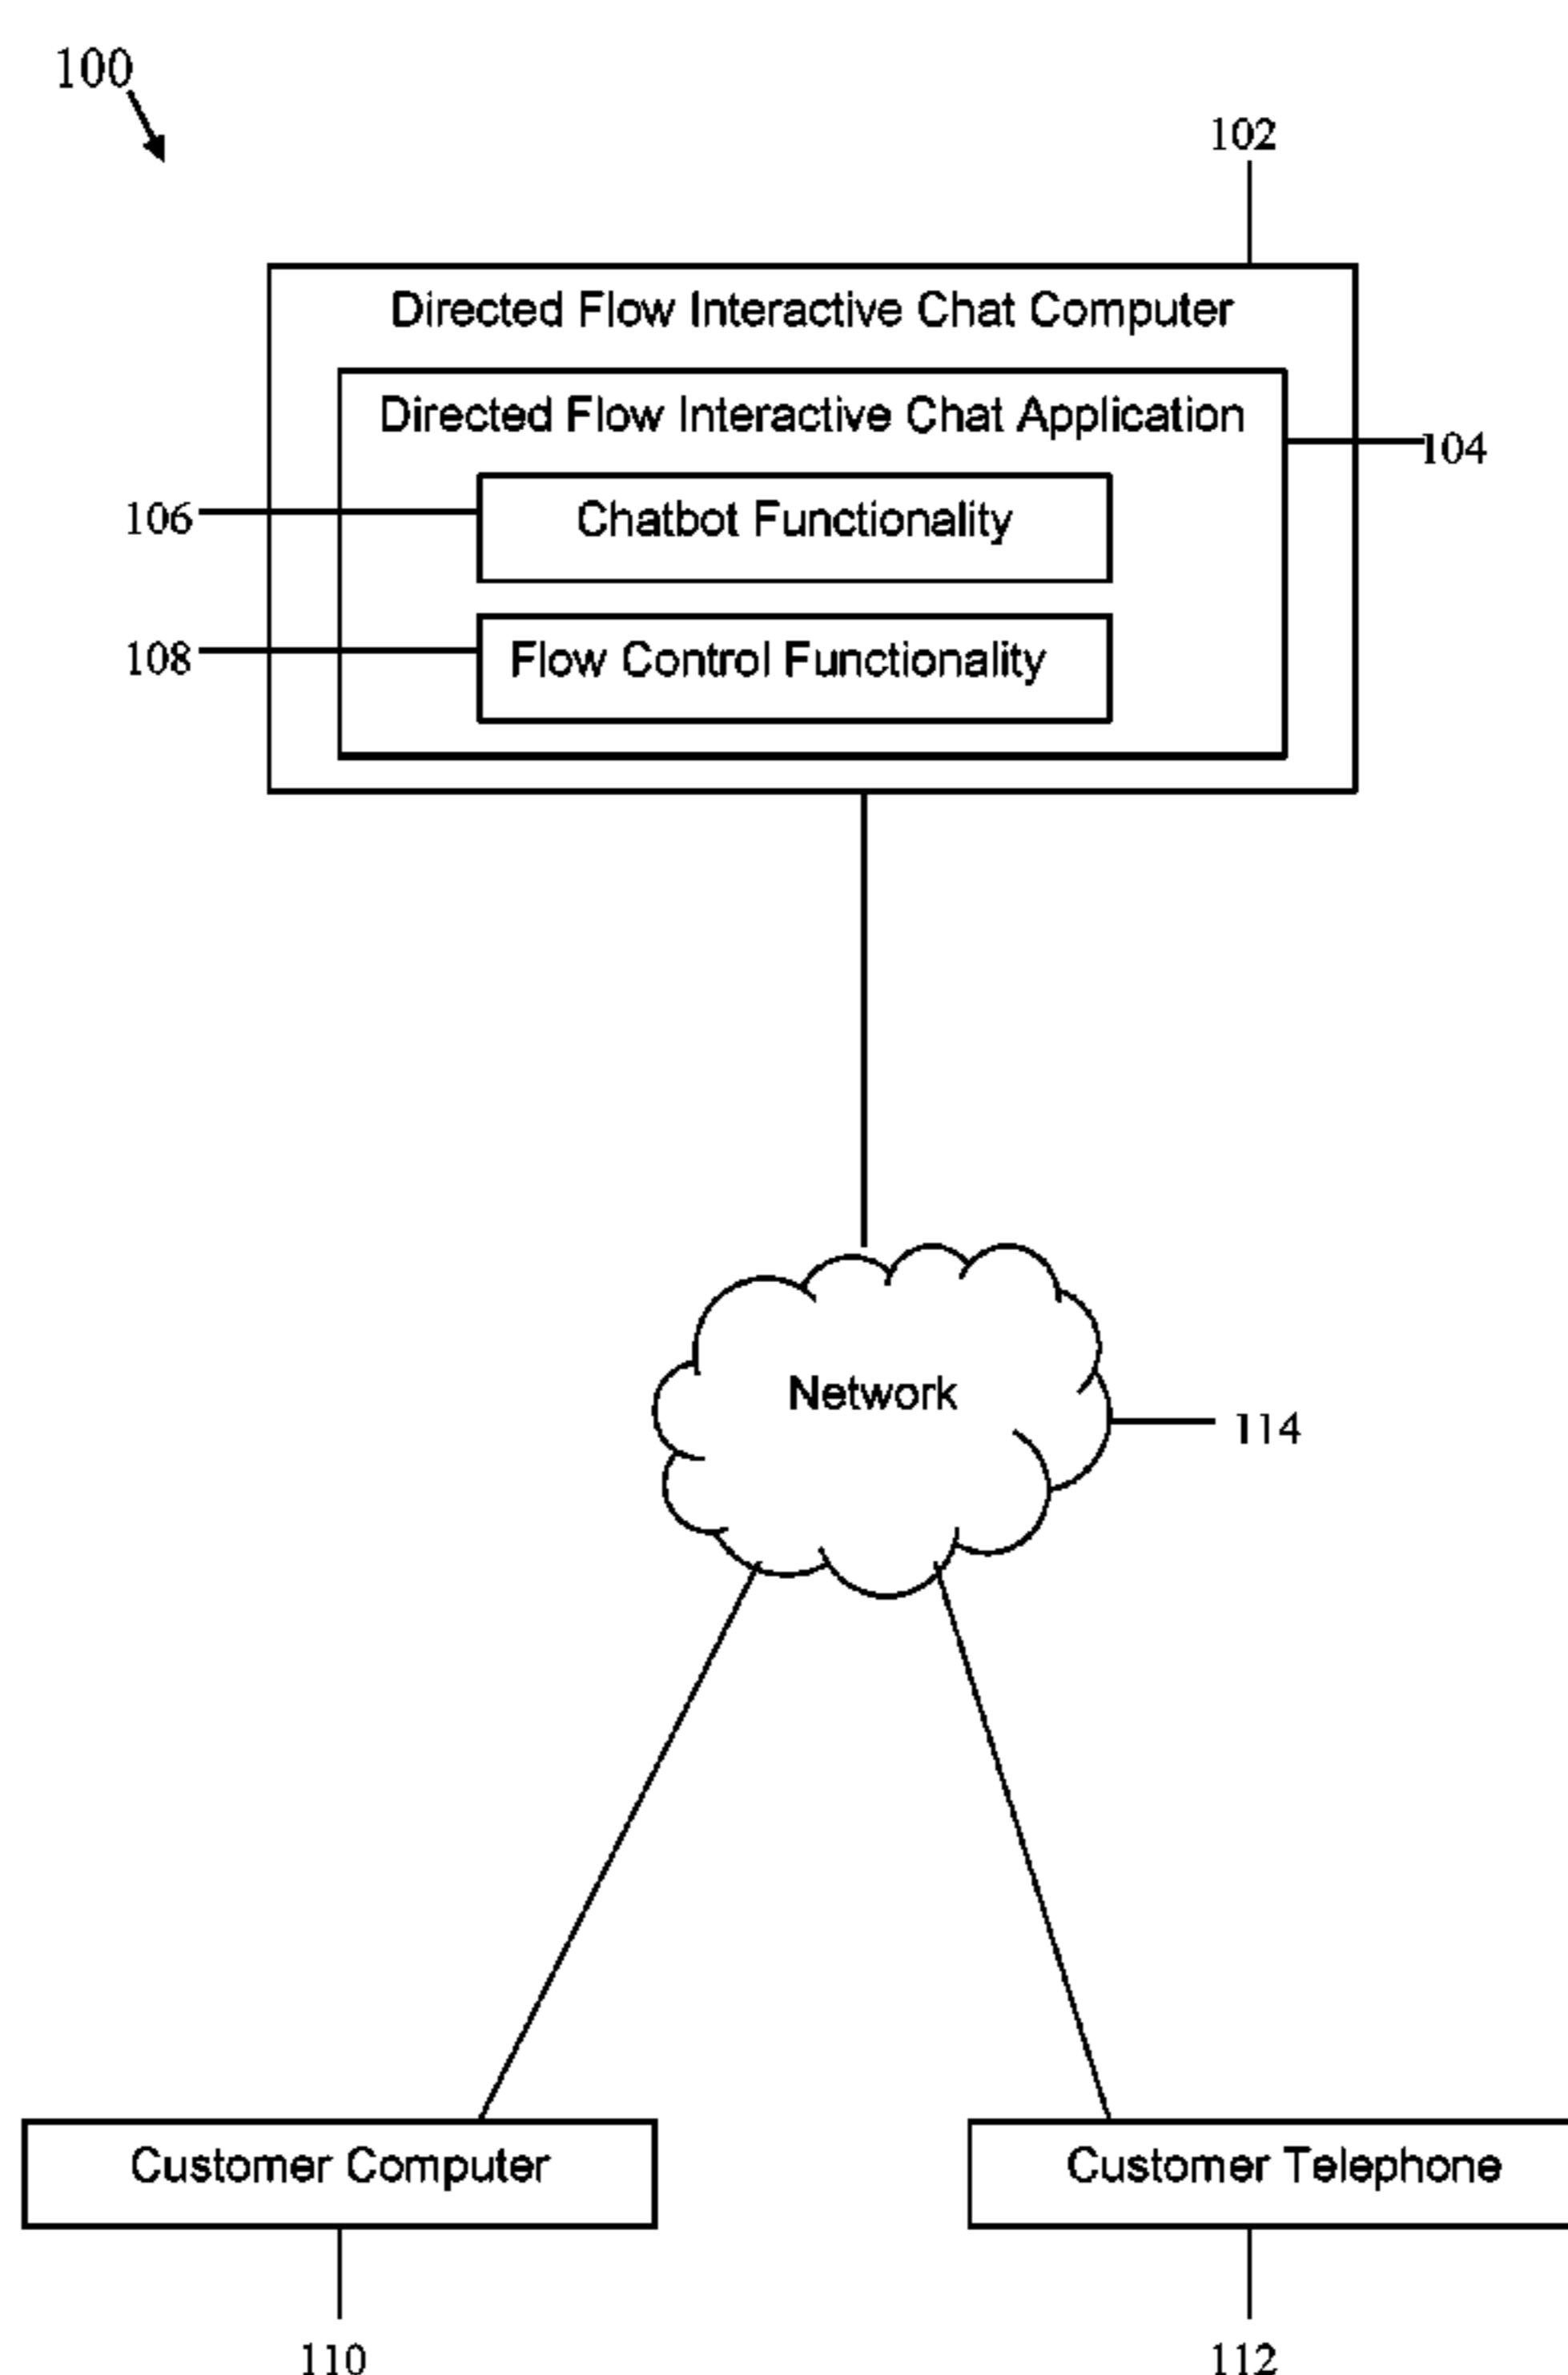 100
102
Directed Flow Interactive Chat Computer
Directed Flow Interactive Chat Application
104
106
Chatbot Functionality
108
Flow Control Functionality
Network
114
Customer Computer
Customer Telephone
110
112